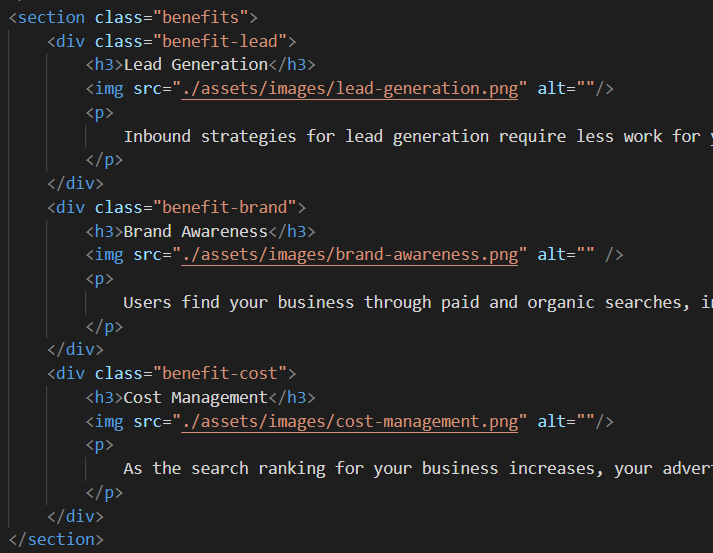 <section class="benefits">
<div class="benefit-lead">
<h3>Lead Generation</h3>
<img src="./assets/images/lead-generation.png" alt=""/>
<p>
Inbound strategies for lead generation require less work for
</p>
</div>
<div class="benefit-brand">
<h3>Brand Awareness</h3>
<img src="./assets/images/brand-awareness.png" alt="" />
<p>
Users find your business through paid and organic searches,
</p>
</div>
<div class="benefit-cost">
<h3>Cost Management</h3>
<img src="./assets/images/cost-management.png" alt=""/>
<p>
As the search ranking for your business increases, your
</p>
</div>
</section>